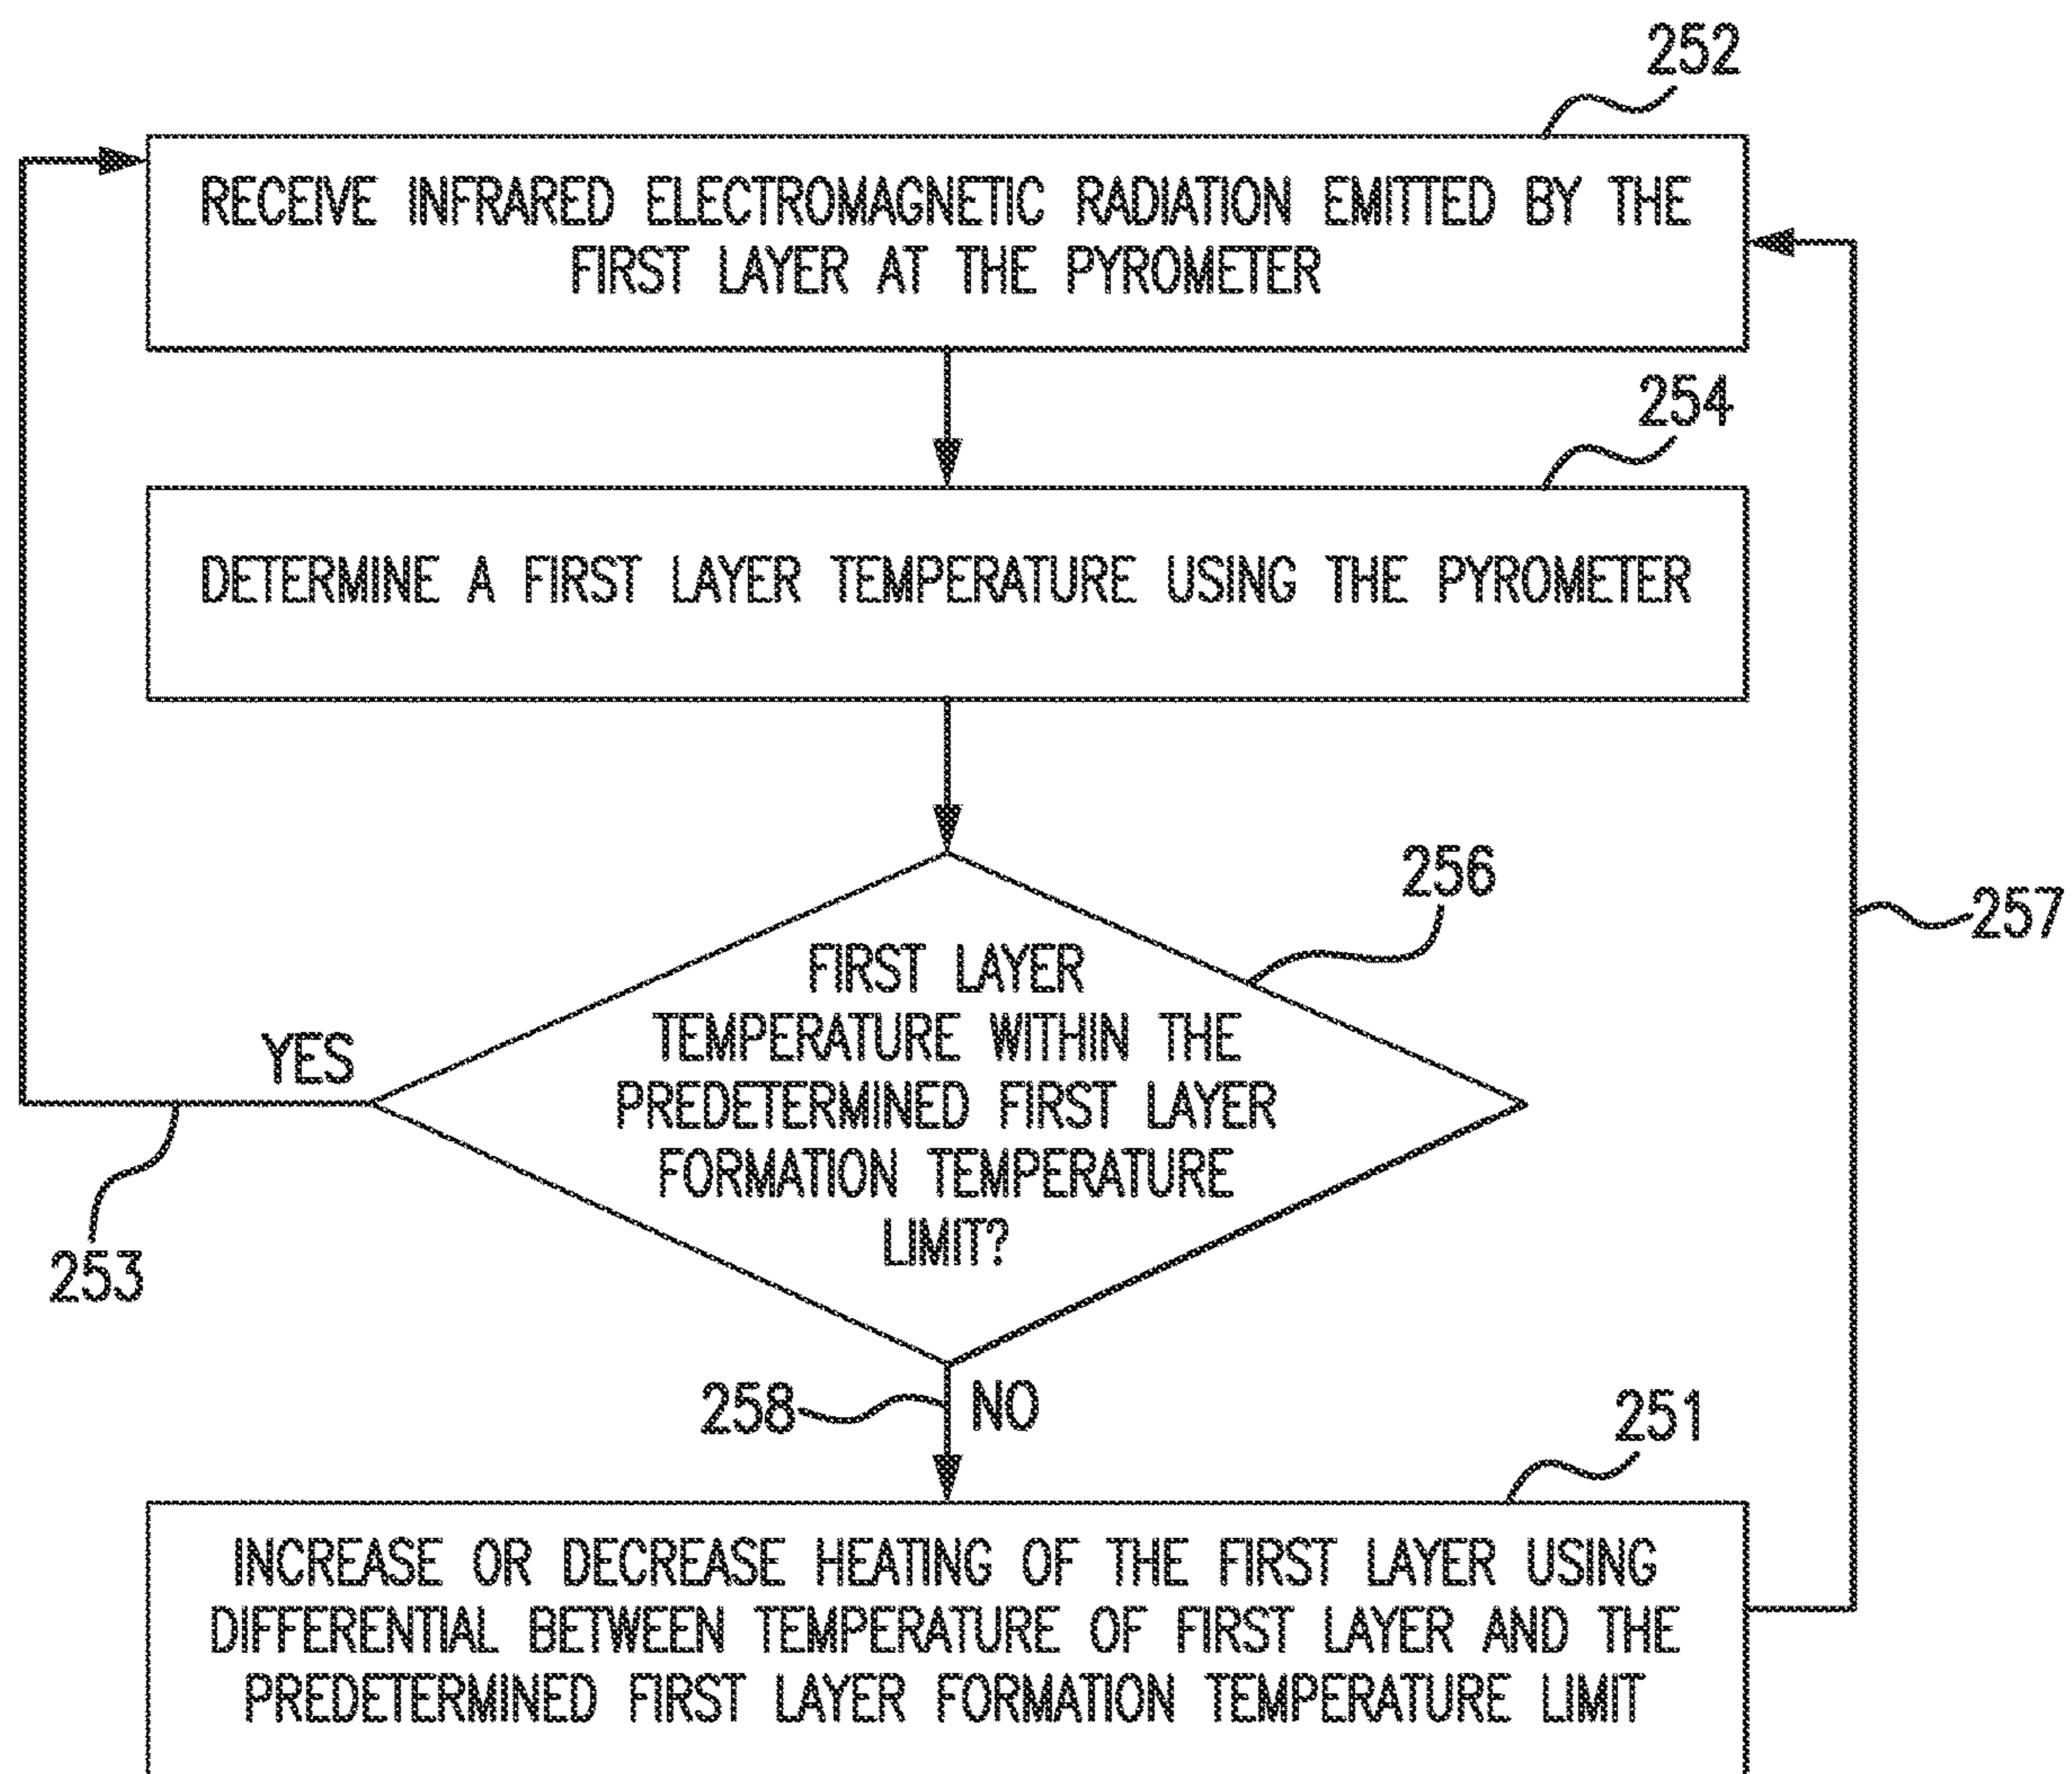 252
RECEIVE INFRARED ELECTROMAGNETIC RADIATION EMITTED BY THE
FIRST LAYER AT THE PYROMETER
254
DETERMINE A FIRST LAYER TEMPERATURE USING THE PYROMETER
256
257
FIRST LAYER
TEMPERATURE WITHIN THE
PREDETERMINED FIRST LAYER
FORMATION TEMPERATURE
LIMIT?
YES
253
258
NO
251
INCREASE OR DECREASE HEATING OF THE FIRST LAYER USING
DIFFERENTIAL BETWEEN TEMPERATURE OF FIRST LAYER AND THE
PREDETERMINED FIRST LAYER FORMATION TEMPERATURE LIMIT